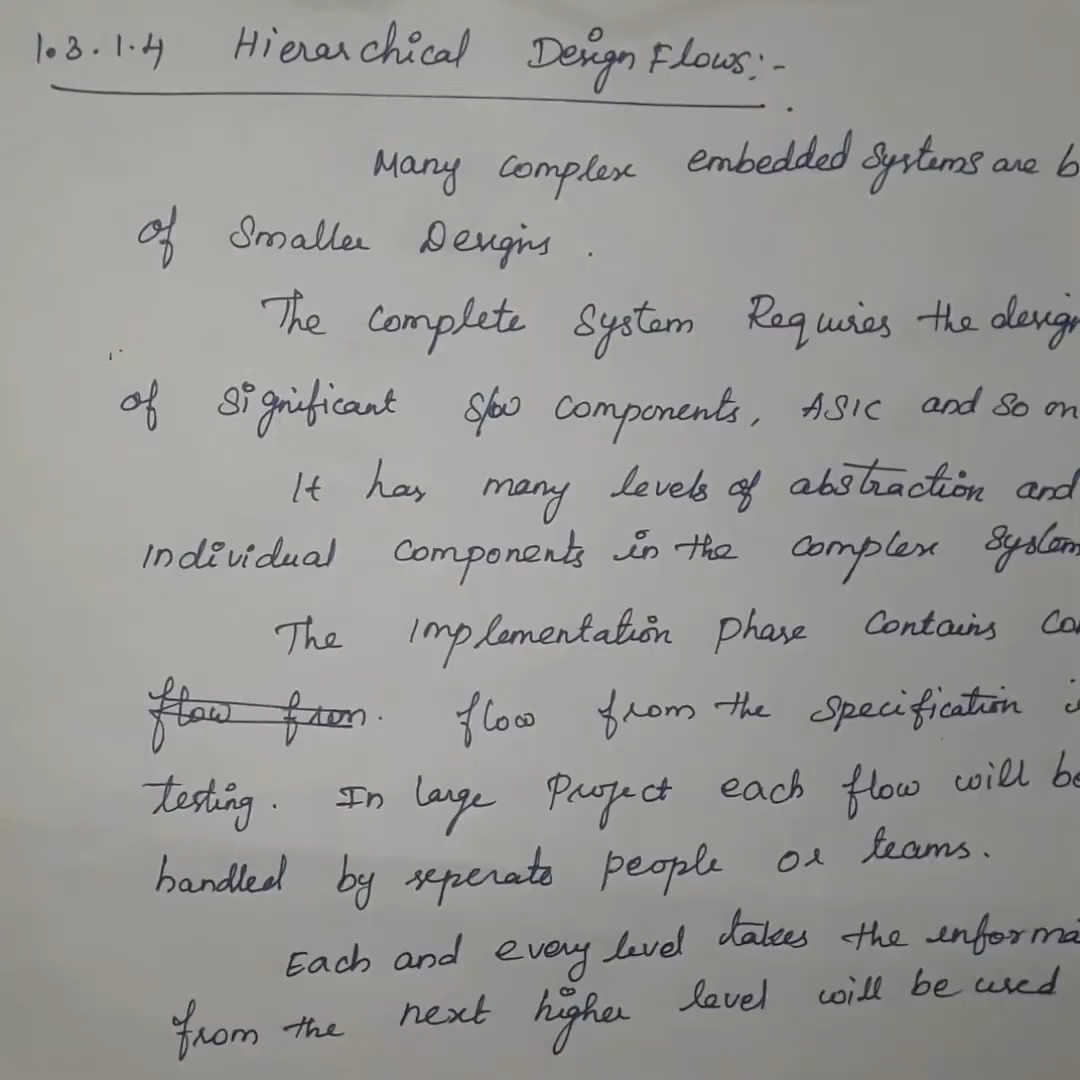 1.3.1.4 Hierarchical Design Flows:-
Many complex embedded Systems are b
of Smaller Designs.
The Complete System Requires the design
of significant s/w components, ASIC and so on
It has many levels of abstraction and
individual components in the complex System
The implementation phase contains co
flow from. flow from the specification
testing. In large Project each flow will be
handled by seperate people or teams.
Each and every level takes the informa
from the next higher level will be used